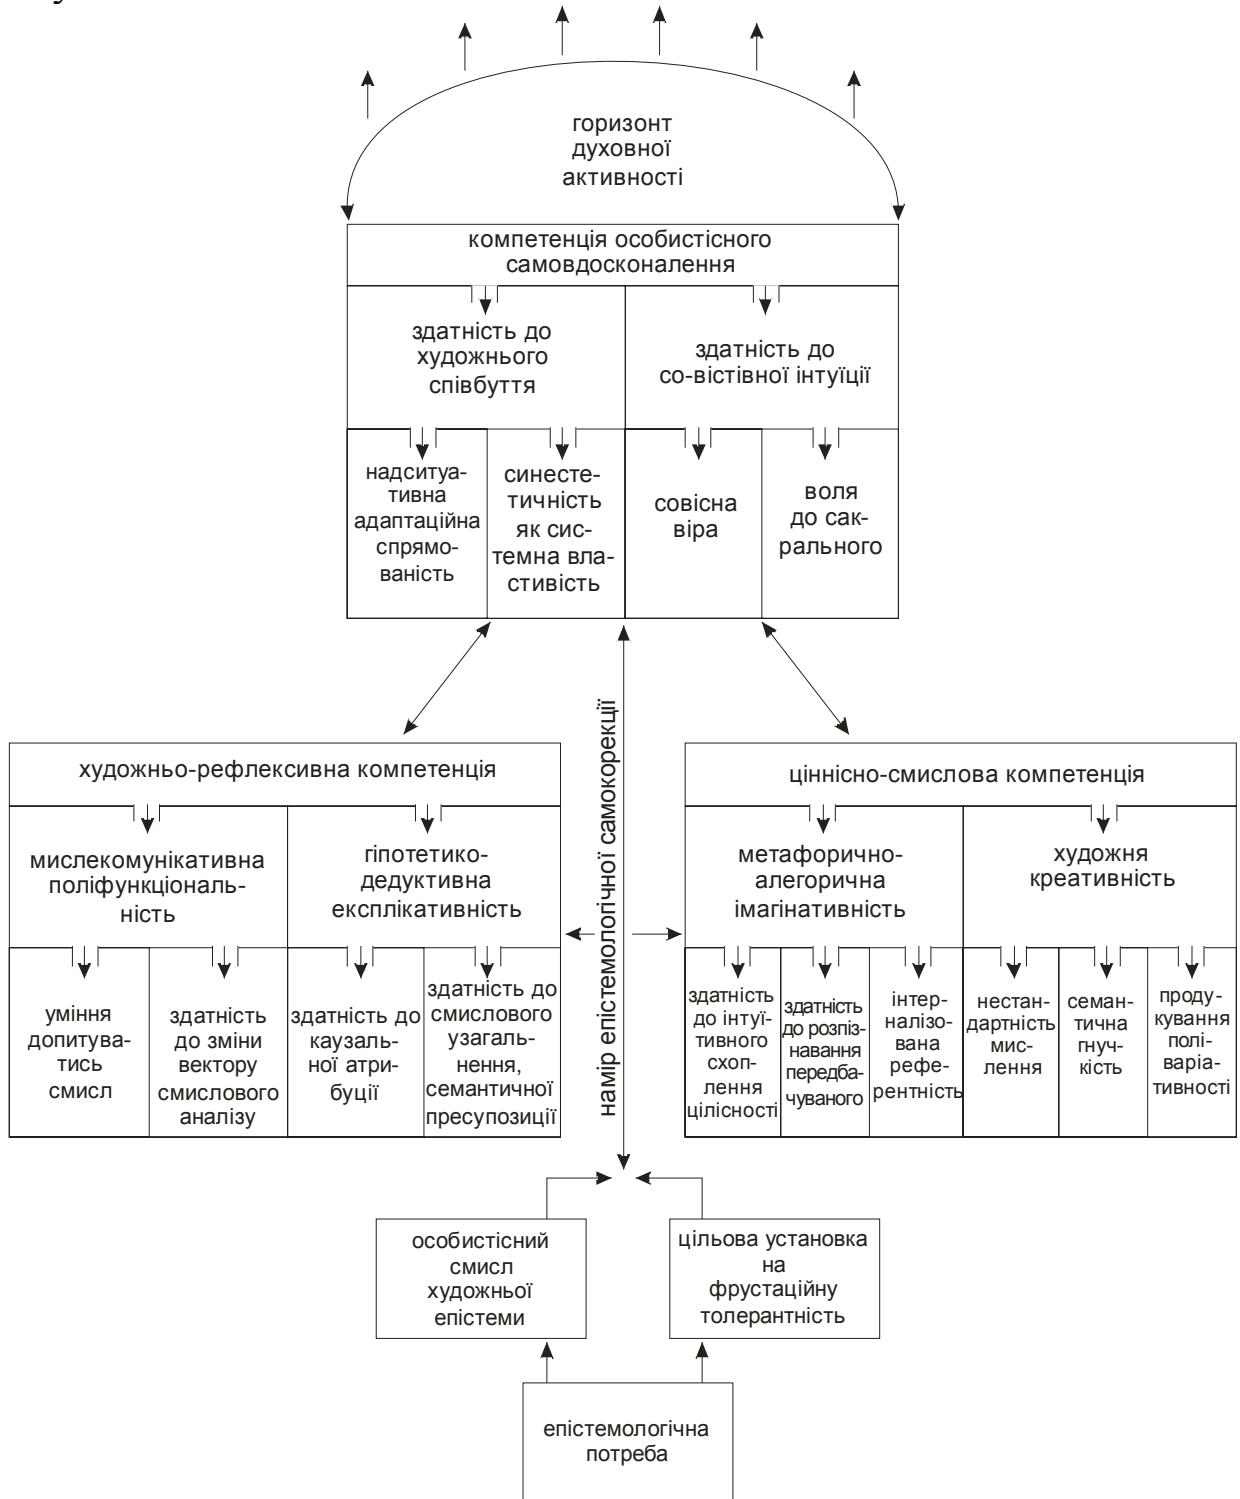 горизонт
духовної
активності
компетенція особистісного
самовдосконалення
здатність до
художнього
співбуття
здатність до
со-вістівної інтуїції
надситуа-
тивна
адаптаційна
спрямо-
ваність
синесте-
тичність
як сис-
темна вла-
стивість
совісна
віра
воля
до сак-
рального
намір епістемологічної самокорекції
художньо-рефлексивна компетенція
мислекомунікативна
поліфункціональ-
ність
гіпотетико-
дедуктивна
експлікативність
уміння
допитува-
тись
смисл
здатність
до зміни
вектору
смислового
аналізу
здатність до
каузаль-
ної атри-
буції
здатність до
смислового
узагаль-
нення,
семантичної
пресупозиції
ціннісно-смислова компетенція
метафорично-
алегорична
імагінативність
художня
креативність
здатність
до інтуї-
тивного
схоп-
лення
цілісності
здатність
до розпіз-
навання
передба-
чуваного
інтер-
налізо-
вана
рефе-
рентність
нестан-
дартність
мис-
лення
семан-
тична
гнуч-
кість
проду-
кування
полі-
варіа-
тивності
особистісний
смисл
художньої
епістеми
цільова установка
на
фрустаційну
толерантність
епістемологічна
потреба